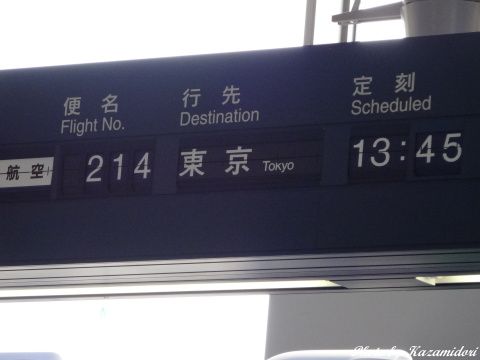 便名 行先 定刻
Flight No. Destination Scheduled
航空 214 東京 Tokyo 13:45
Photo by Kazamidori